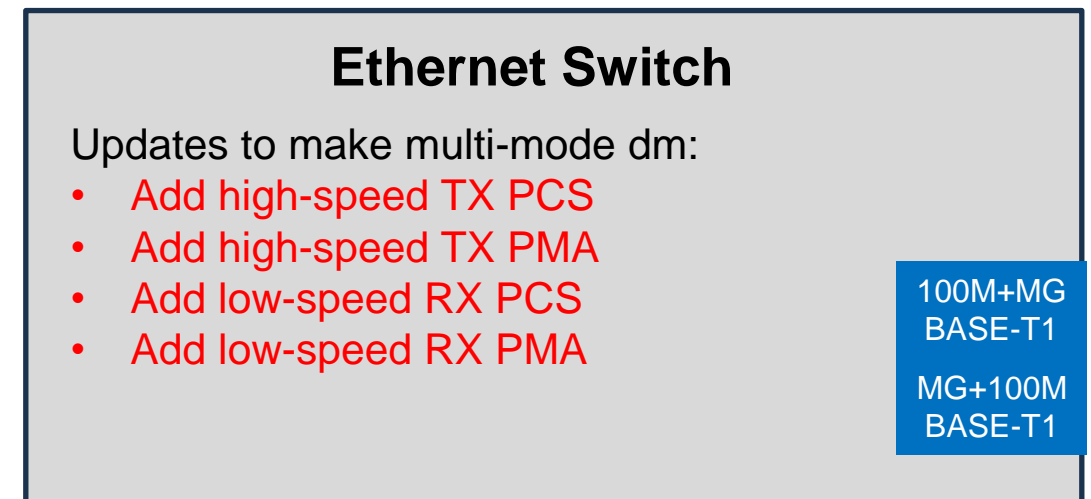 Ethernet Switch
Updates to make multi-mode dm:
• Add high-speed TX PCS
• Add high-speed TX PMA
• Add low-speed RX PCS
• Add low-speed RX PMA
100M+MG
BASE-T1
MG+100M
BASE-T1